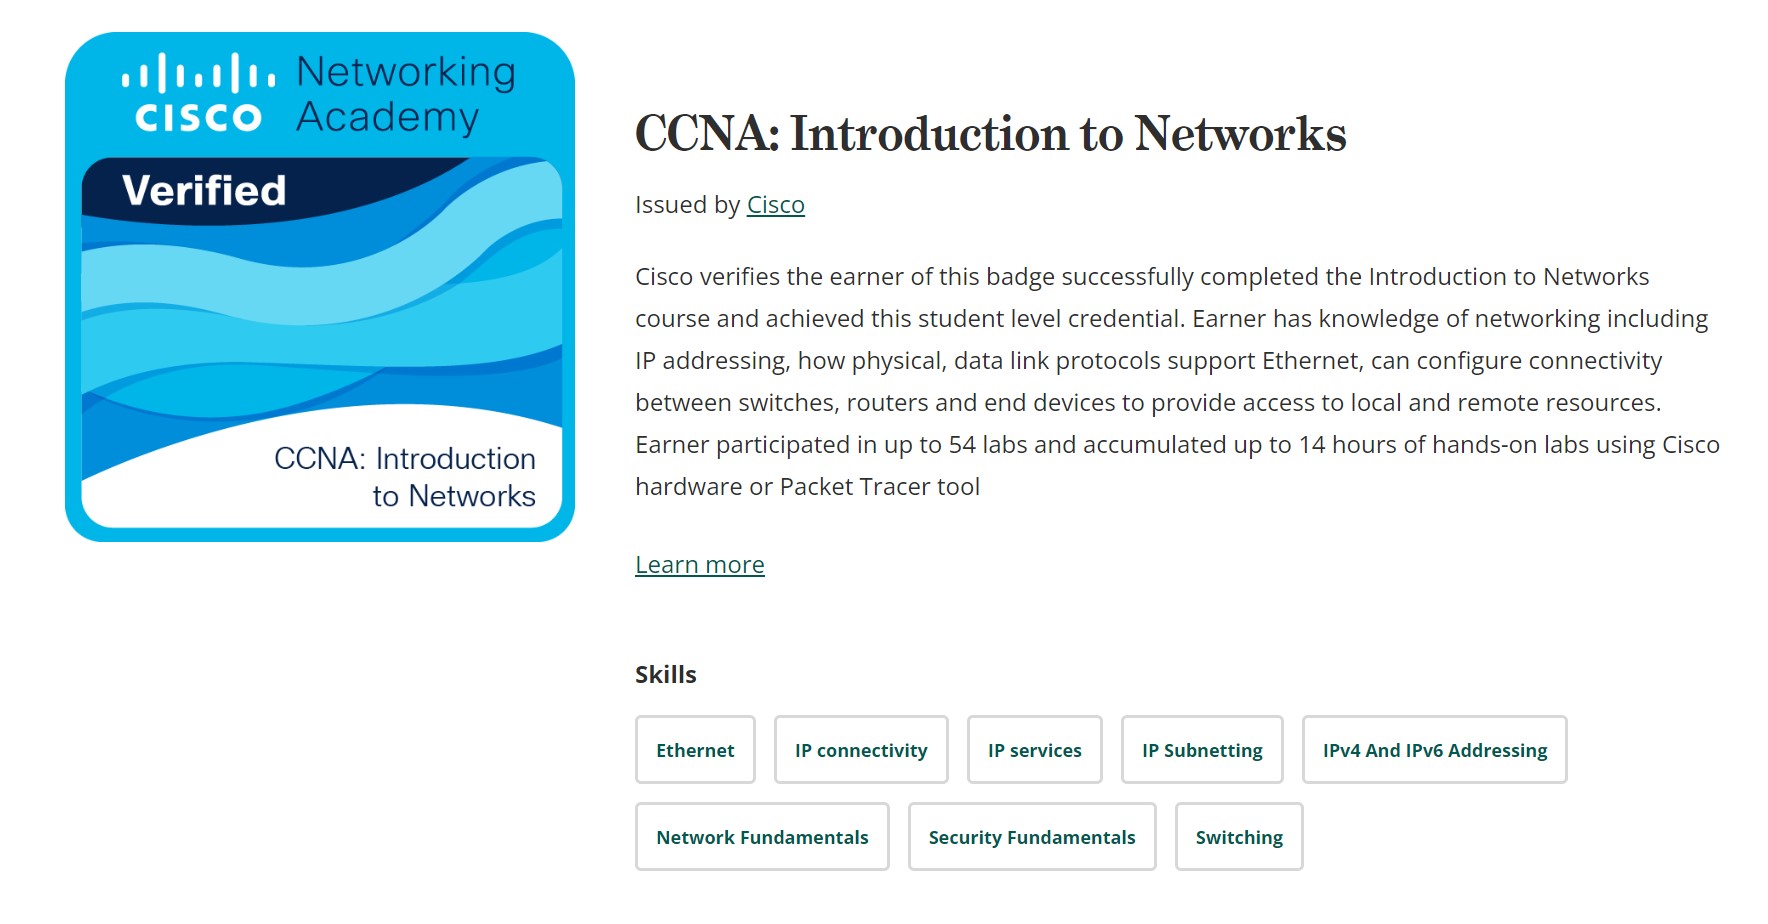 CISCO Networking
Academy
Verified
CCNA: Introduction
to Networks
CCNA: Introduction to Networks
Issued by Cisco
Cisco verifies the earner of this badge successfully completed the Introduction to Networks
course and achieved this student level credential. Earner has knowledge of networking including
IP addressing, how physical, data link protocols support Ethernet, can configure connectivity
between switches, routers and end devices to provide access to local and remote resources.
Earner participated in up to 54 labs and accumulated up to 14 hours of hands-on labs using Cisco
hardware or Packet Tracer tool
Learn more
Skills
Ethernet IP connectivity IP services IP Subnetting IPv4 And IPv6 Addressing
Network Fundamentals Security Fundamentals Switching